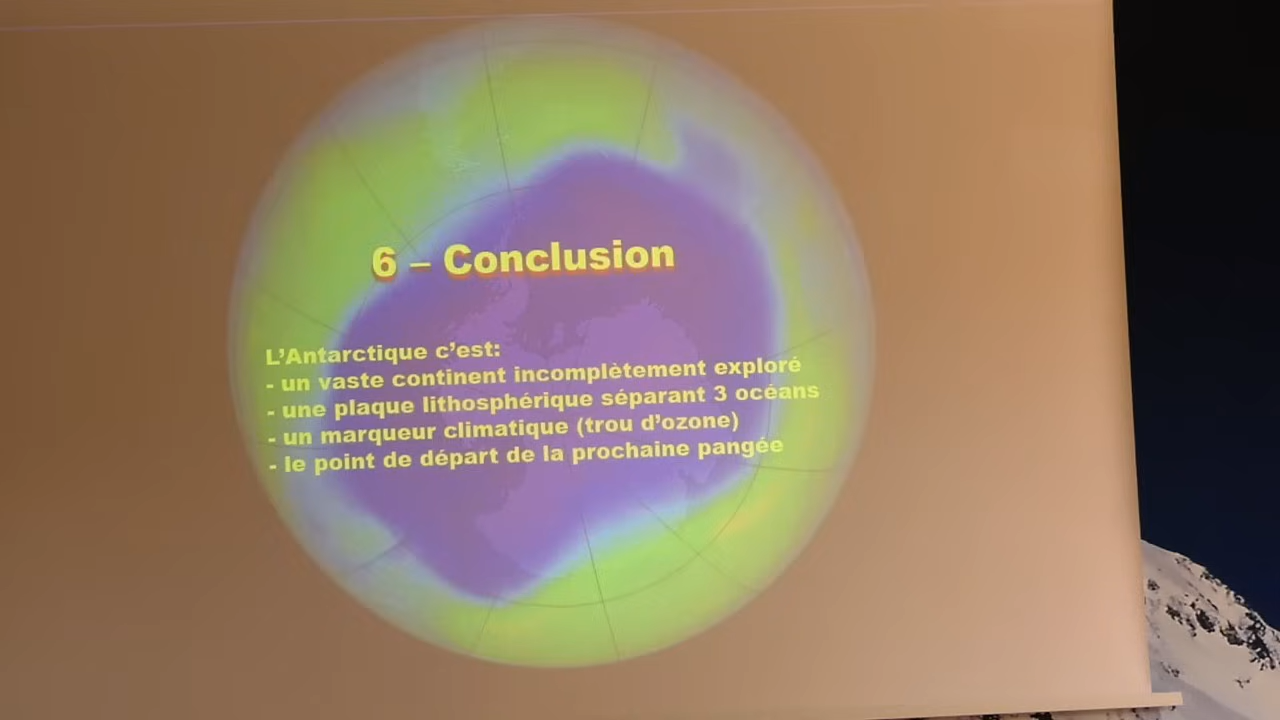 6 – Conclusion
L'Antarctique c'est:
- un vaste continent incomplètement exploré
- une plaque lithosphérique séparant 3 océans
- un marqueur climatique (trou d'ozone)
- le point de départ de la prochaine pangée